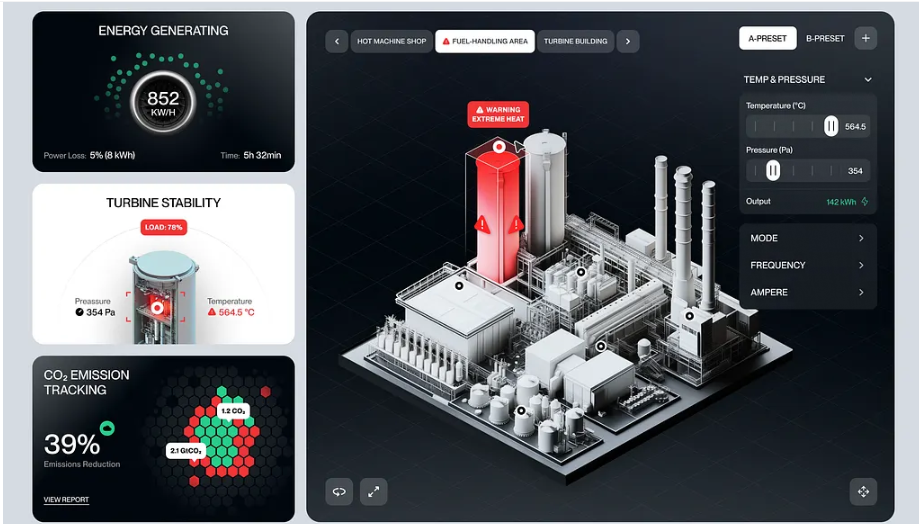 ENERGY GENERATING
852
KW/H
Power Loss: 5% (8 kWh)
Time: 5h 32min
TURBINE STABILITY
LOAD: 78%
Preassure
354 Pa
Temperature
564.5 °C
CO₂ EMISSION
TRACKING
39%
Emissions Reduction
VIEW REPORT
1.2 CO₂
2.1 GtCO₂
HOT MACHINE SHOP
FUEL-HANDLING AREA
TURBINE BUILDING
WARNING
EXTREME HEAT
A-PRESET
B-PRESET
TEMP & PRESSURE
Temperature (°C)
564.5
Pressure (Pa)
354
Output
142 kWh
MODE
FREQUENCY
AMPERE